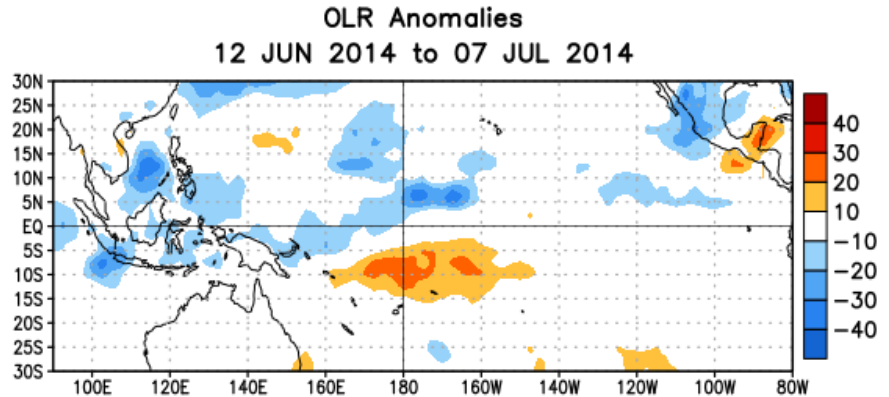 OLR Anomalies
12 JUN 2014 to 07 JUL 2014
30N
25N
20N
15N
10N
5N
EQ
5S
10S
15S
20S
25S
30S
100E 120E 140E 160E 180 160W 140W 120W 100W 80W
40
30
20
10
-10
-20
-30
-40